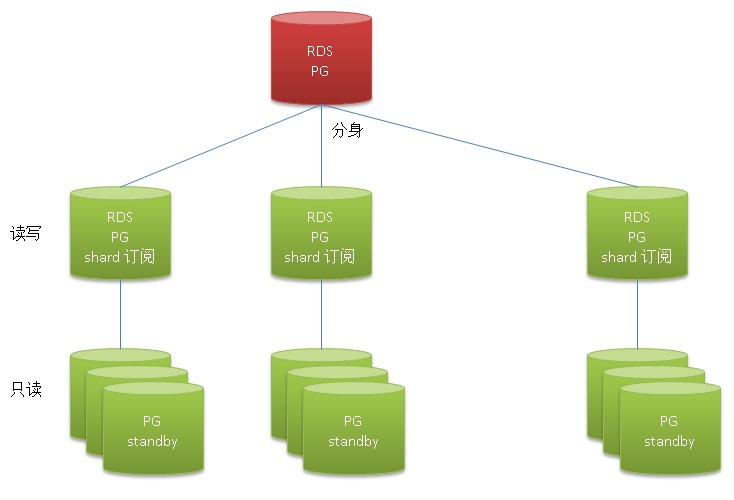 RDS
PG
分身
读写
RDS
PG
shard 订阅
RDS
PG
shard 订阅
RDS
PG
shard 订阅
只读
PG
standby
PG
standby
PG
standby